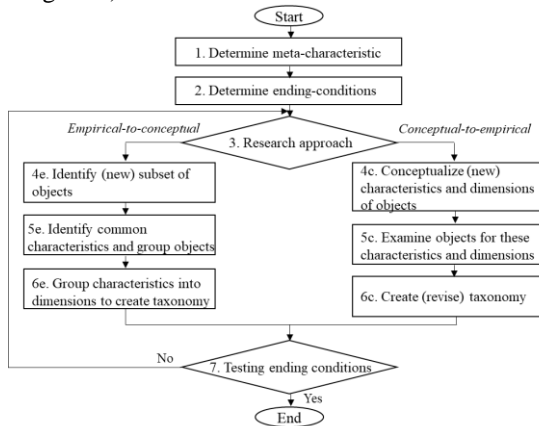 Start
1. Determine meta-characteristic
2. Determine ending-conditions
Empirical-to-conceptual
Conceptual-to-empirical
3. Research approach
4e. Identify (new) subset of
objects
4c. Conceptualize (new)
characteristics and dimensions
of objects
5e. Identify common
characteristics and group objects
5c. Examine objects for these
characteristics and dimensions
6e. Group characteristics into
dimensions to create taxonomy
6c. Create (revise) taxonomy
No
7. Testing ending conditions
Yes
End